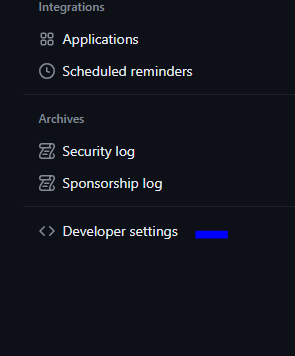 Integrations
Applications
Scheduled reminders
Archives
Security log
Sponsorship log
Developer settings